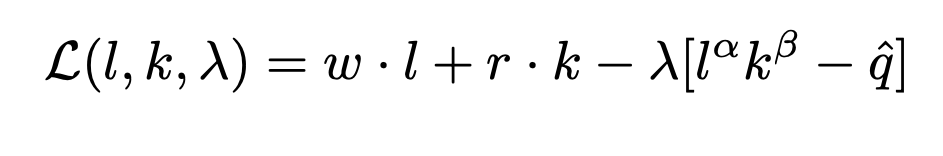 ℒ(l, k, λ) = w · l + r · k − λ[l^α k^β − q̂]